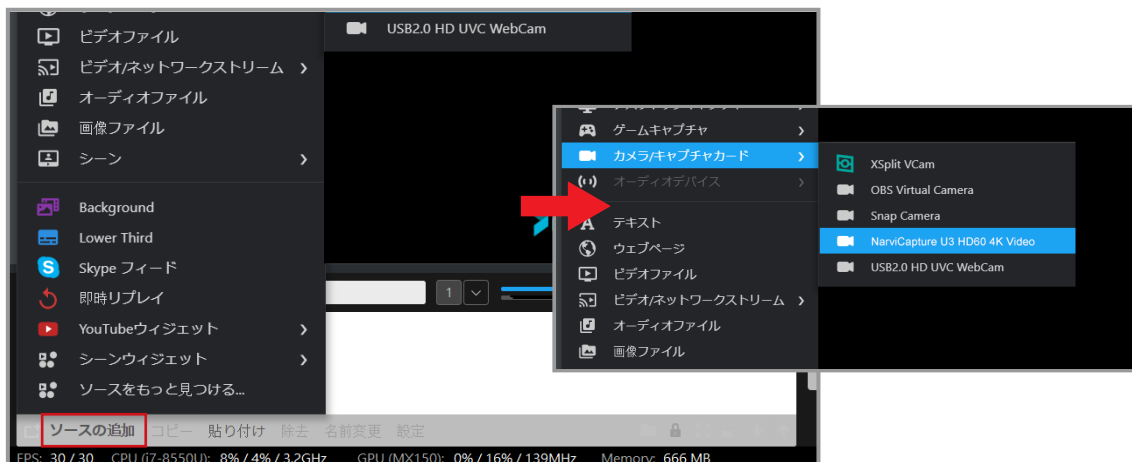 USB2.0 HD UVC WebCam
ビデオファイル
ビデオ/ネットワークストリーム
オーディオファイル
画像ファイル
シーン
Background
Lower Third
Skype フィード
即時リプレイ
YouTubeウィジェット
シーンウィジェット
ソースをもっと見つける...
1
ソースの追加 コピー 貼り付け 除去 名前変更 設定
FPS: 30 / 30 CPU (i7-8550U): 8% / 4% / 3.2GHz GPU (MX150): 0% / 16% / 139MHz Memory: 666 MB
ゲームキャプチャ
カメラ/キャプチャカード
オーディオデバイス
テキスト
ウェブページ
ビデオファイル
ビデオ/ネットワークストリーム
オーディオファイル
画像ファイル
XSplit VCam
OBS Virtual Camera
Snap Camera
NarviCapture U3 HD60 4K Video
USB2.0 HD UVC WebCam